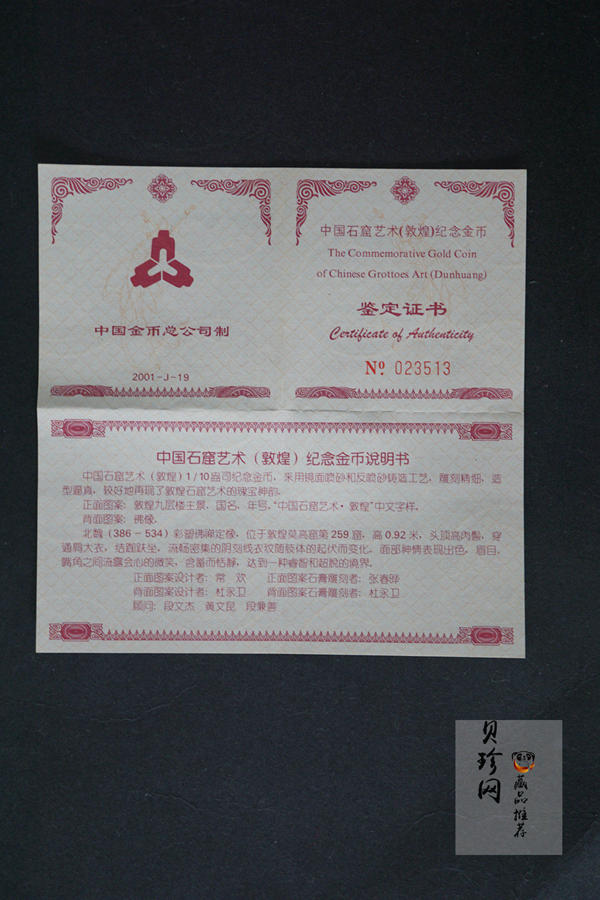 中国金币总公司制
2001-J-19
中国石窟艺术(敦煌)纪念金币
The Commemorative Gold Coin
of Chinese Grottoes Art (Dunhuang)
鉴定证书
Certificate of Authenticity
Nº 023513
中国石窟艺术（敦煌）纪念金币说明书
中国石窟艺术（敦煌）1/10盎司纪念金币，采用镜面喷砂和反喷砂铸造工艺，雕刻精细，造
型逼真，较好地再现了敦煌石窟艺术的瑰宝神韵。
正面图案：敦煌九层楼主景，国名、年号，“中国石窟艺术·敦煌”中文字样。
背面图案：佛像。
北魏（386-534）彩塑佛禅定像，位于敦煌莫高窟第259窟，高0.92米，头顶高肉髻，穿
通肩大衣，结跏趺坐，流畅密集的阴刻线衣纹随肢体的起伏而变化。面部神情表现出色，眉目、
嘴角之间流露会心的微笑，含蓄而恬静，达到一种睿智和超脱的境界。
正面图案设计者：常欢 正面图案石膏雕刻者：张春晔
背面图案设计者：杜永卫 背面图案石膏雕刻者：杜永卫
顾问：段文杰 黄文昆 段兼善
贝珍网
藏品推荐